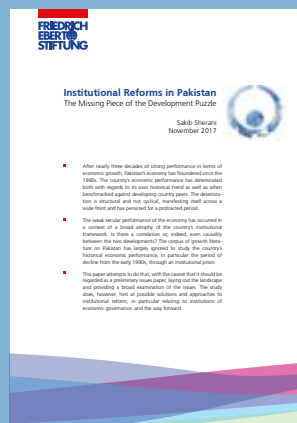 FRIEDRICH
EBERT
STIFTUNG
Institutional Reforms in Pakistan
The Missing Piece of the Development Puzzle
Sakib Sherani
November 2017
After nearly three decades of strong performance in terms of
economic growth, Pakistan's economy has floundered since the
1990s. The country's economic performance has deteriorated
both with regards to its own historical trend as well as when
benchmarked against developing country peers. The deteriora-
tion is structural and not cyclical, manifesting itself across a
wide front and has persisted for a protracted period.
The weak secular performance of the economy has occurred in
a context of a broad atrophy of the country's institutional
framework. Is there a correlation or, indeed, even causality
between the two developments? The corpus of growth litera-
ture on Pakistan has largely ignored to study the country's
historical economic performance, in particular the period of
decline from the early 1990's, through an institutional prism.
This paper attempts to do that, with the caveat that it should be
regarded as a preliminary issues paper, laying out the landscape
and providing a broad examination of the issues. The study
does, however, hint at possible solutions and approaches to
institutional reform, in particular relating to institutions of
economic governance, and the way forward.